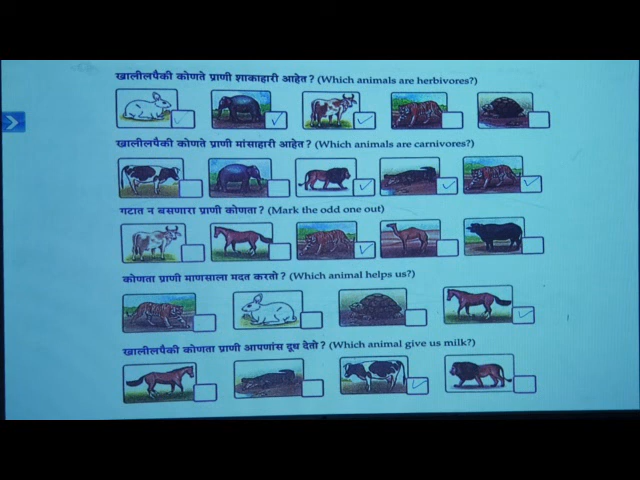 खालीलपैकी कोणते प्राणी शाकाहारी आहेत ? (Which animals are herbivores?)
खालीलपैकी कोणते प्राणी मांसाहारी आहेत ? (Which animals are carnivores?)
गटात न बसणारा प्राणी कोणता ? (Mark the odd one out)
कोणता प्राणी माणसाला मदत करतो ? (Which animal helps us?)
खालीलपैकी कोणता प्राणी आपणांस दूध देतो ? (Which animal give us milk?)